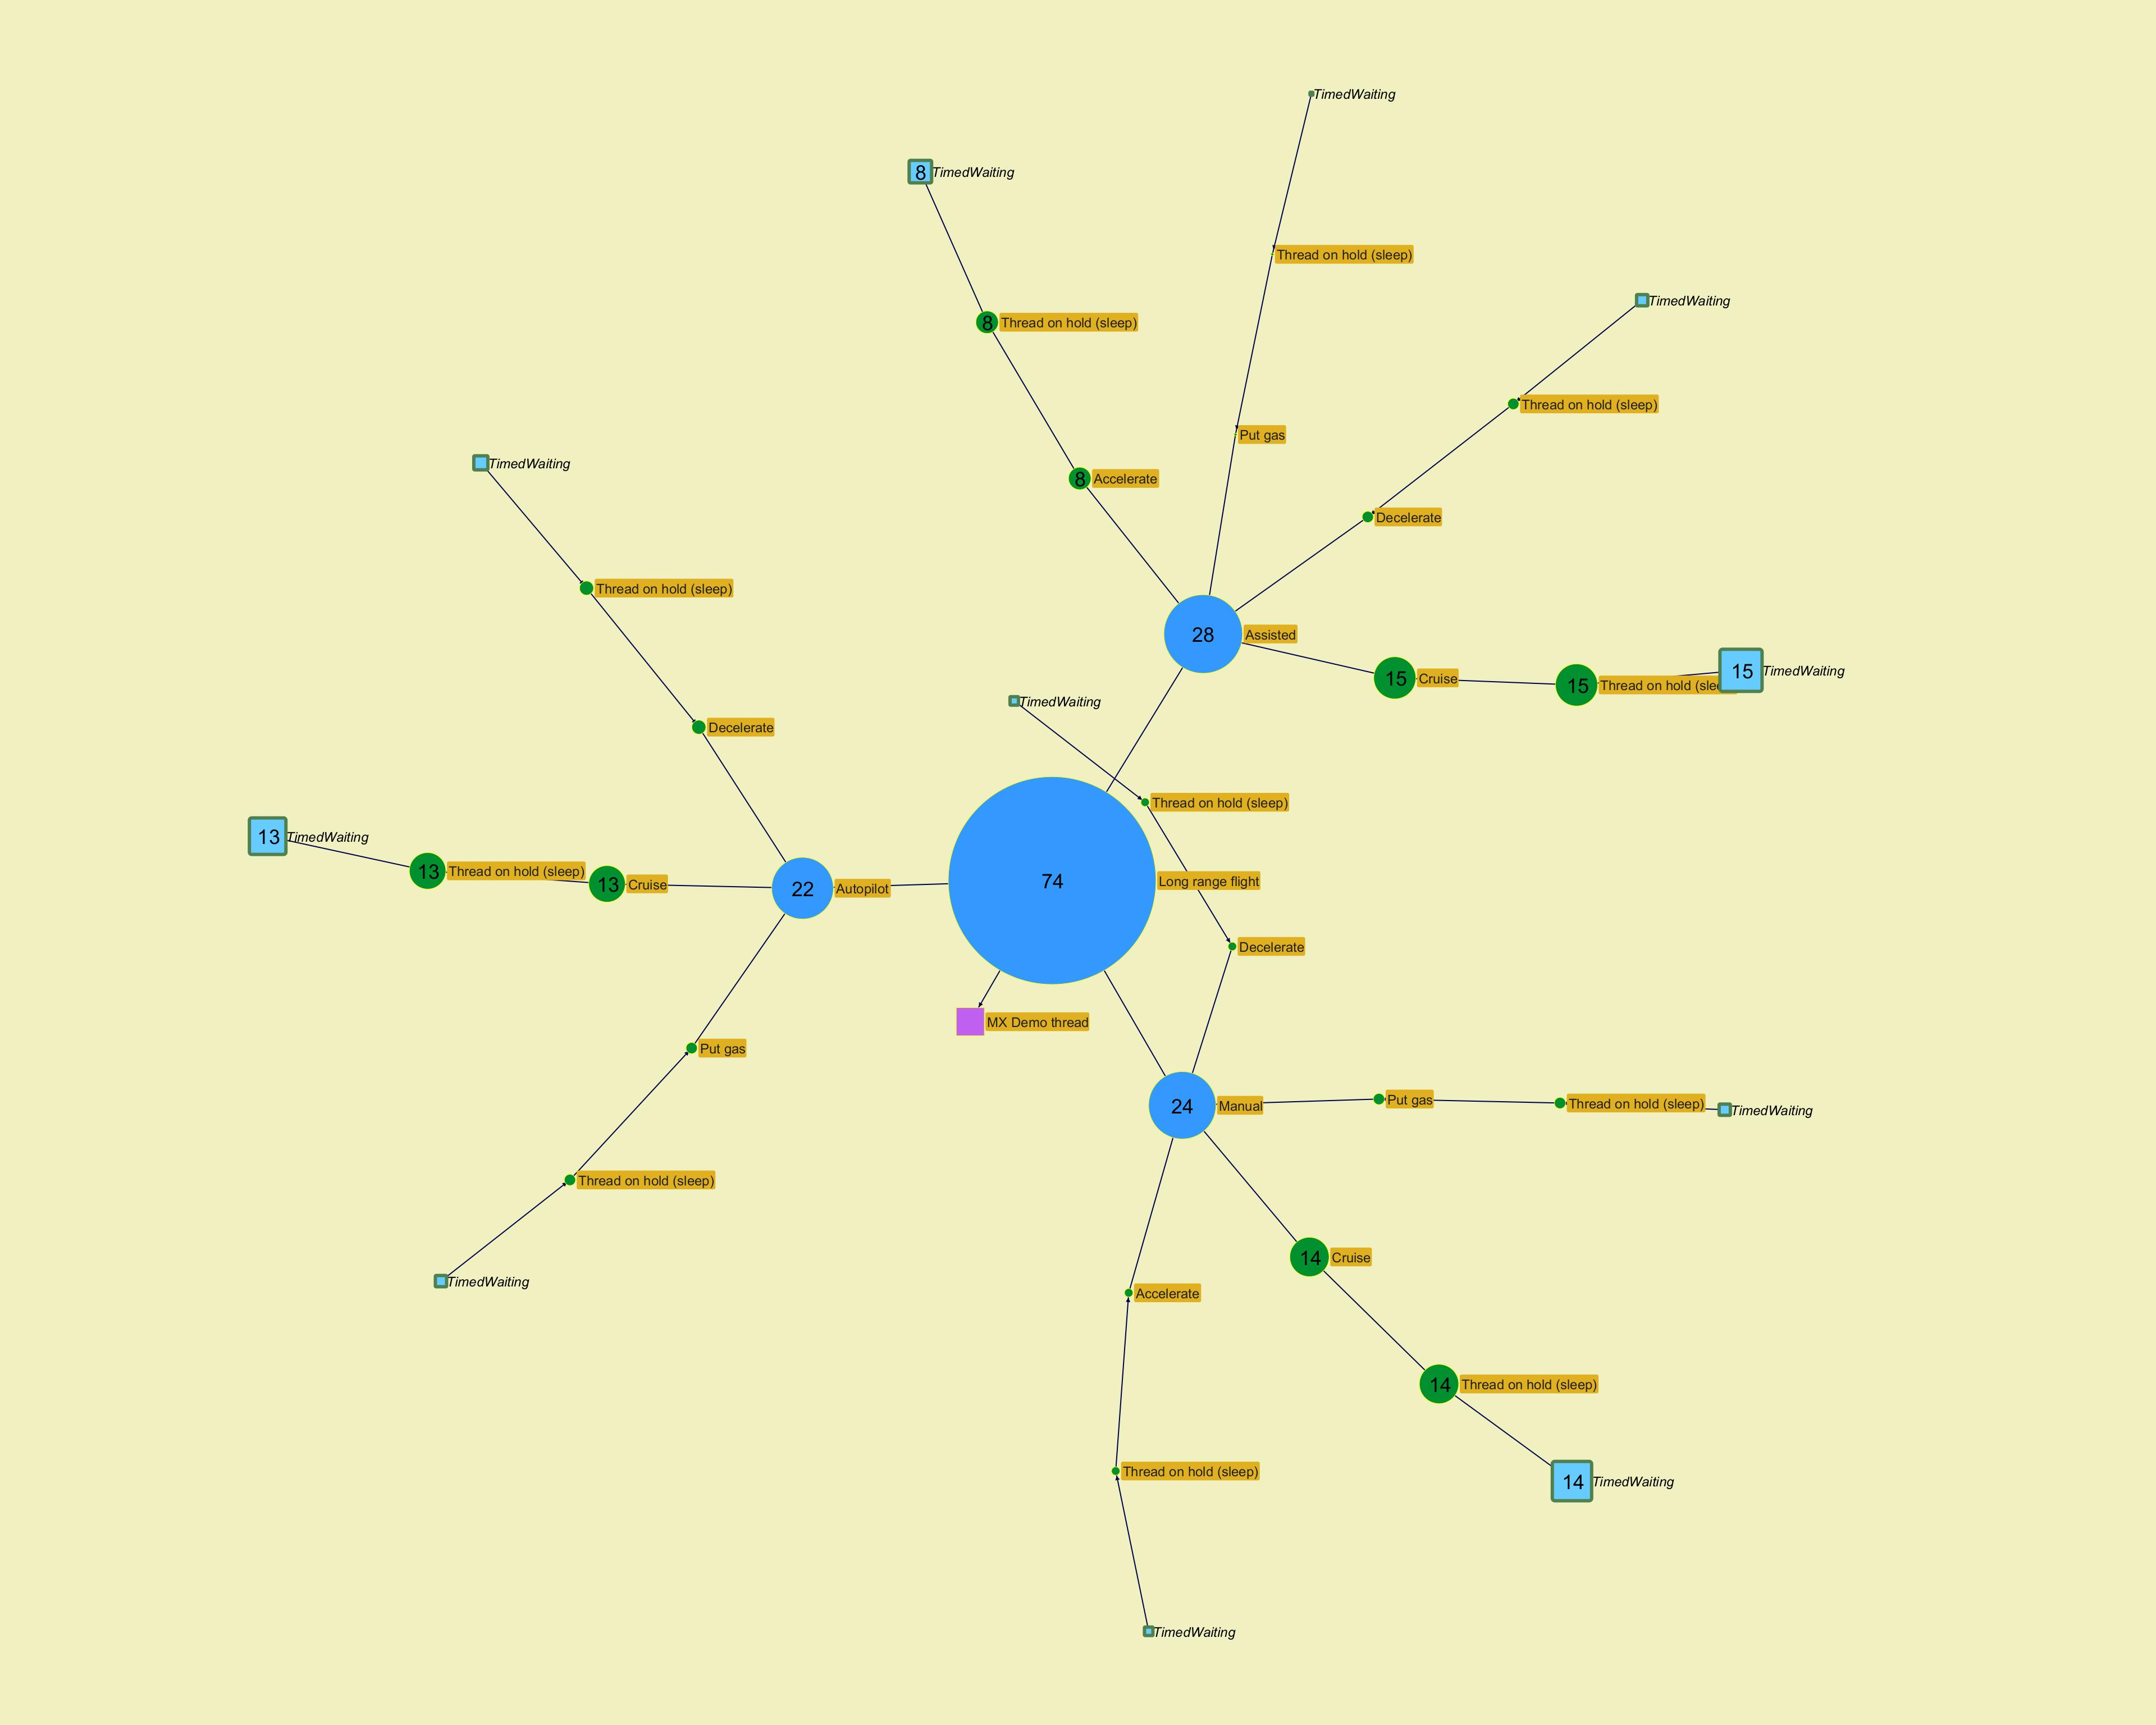 TimedWaiting
8 TimedWaiting
Thread on hold (sleep)
TimedWaiting
8 Thread on hold (sleep)
Thread on hold (sleep)
Put gas
TimedWaiting
8 Accelerate
Decelerate
Thread on hold (sleep)
28 Assisted
15 TimedWaiting
15 Cruise
15 Thread on hold (slee
TimedWaiting
Decelerate
Thread on hold (sleep)
13 TimedWaiting
13 Thread on hold (sleep)
74 Long range flight
13 Cruise
22 Autopilot
Decelerate
MX Demo thread
Put gas
Put gas
Thread on hold (sleep)
24 Manual
TimedWaiting
Thread on hold (sleep)
14 Cruise
TimedWaiting
Accelerate
14 Thread on hold (sleep)
Thread on hold (sleep)
14 TimedWaiting
TimedWaiting